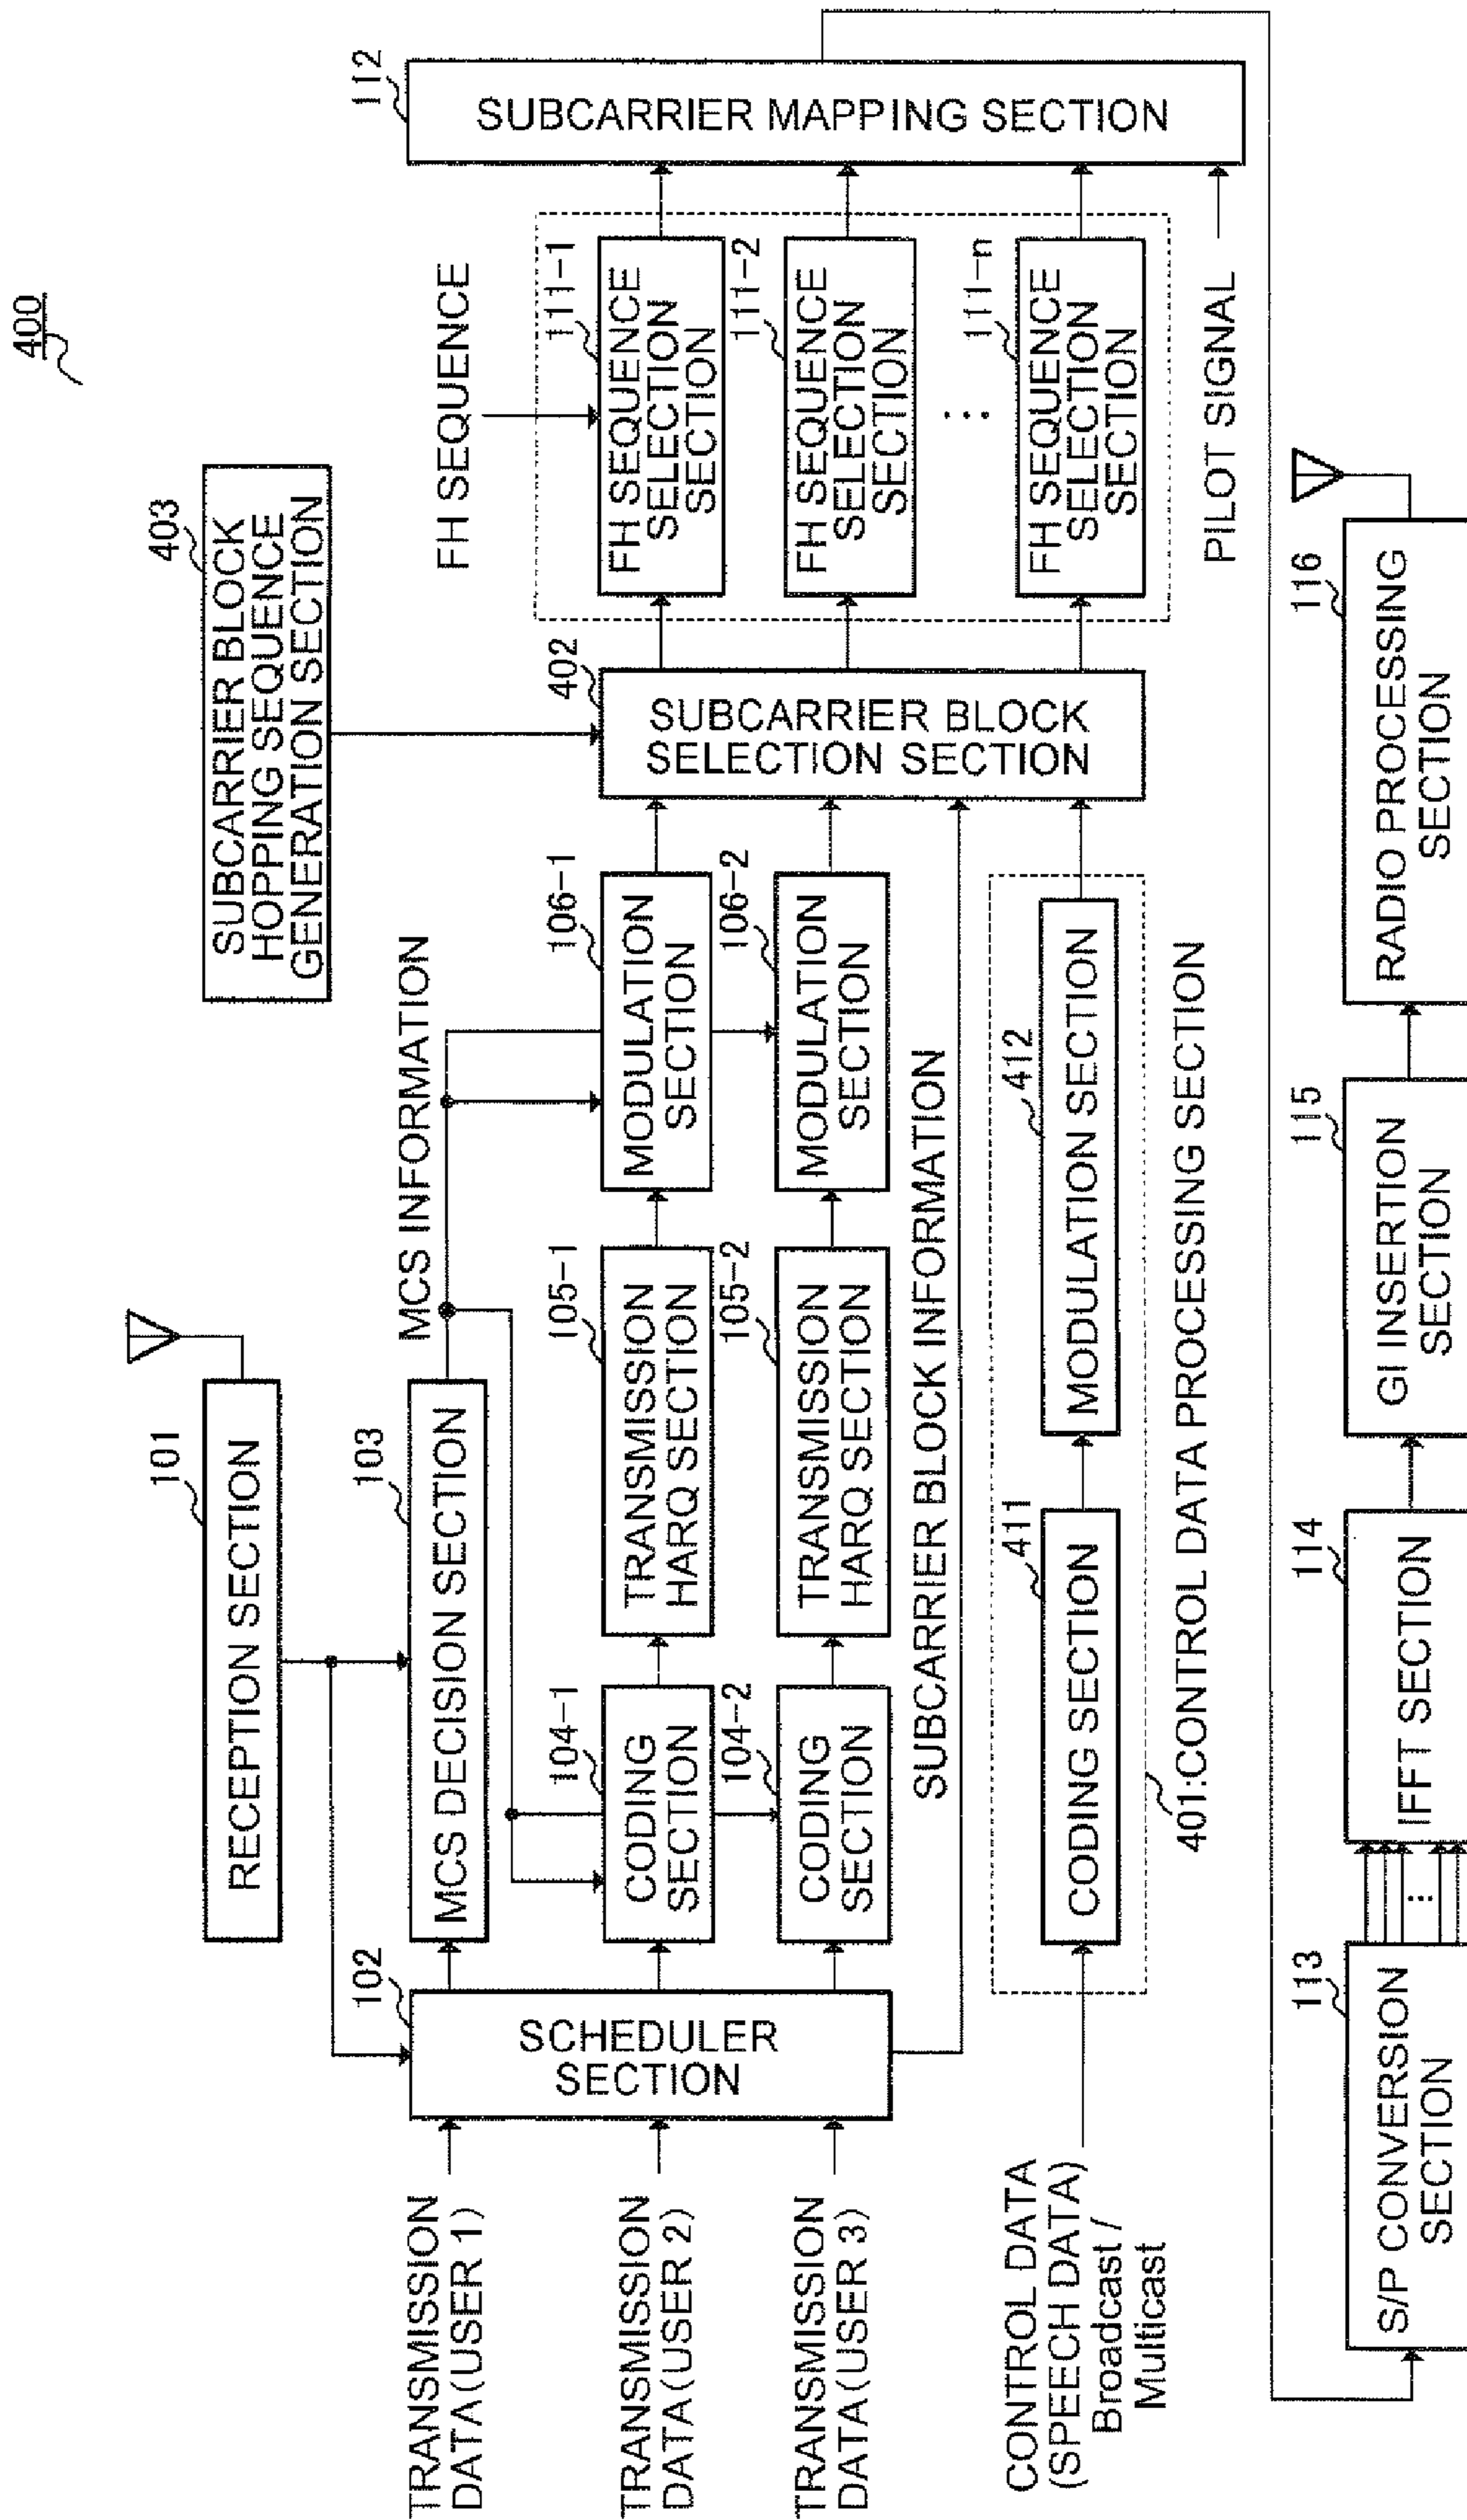 400
101
RECEPTION SECTION
103
MCS DECISION SECTION
MCS INFORMATION
403
SUBCARRIER BLOCK
HOPPING SEQUENCE
GENERATION SECTION
FH SEQUENCE
112
SUBCARRIER MAPPING SECTION
102
SCHEDULER
SECTION
TRANSMISSION
DATA(USER 1)
TRANSMISSION
DATA(USER 2)
TRANSMISSION
DATA(USER 3)
104-1
CODING
SECTION
105-1
TRANSMISSION
HARQ SECTION
106-1
MODULATION
SECTION
104-2
CODING
SECTION
105-2
TRANSMISSION
HARQ SECTION
106-2
MODULATION
SECTION
402
SUBCARRIER BLOCK
SELECTION SECTION
111-1
FH SEQUENCE
SELECTION
SECTION
111-2
FH SEQUENCE
SELECTION
SECTION
...
111-n
FH SEQUENCE
SELECTION
SECTION
SUBCARRIER BLOCK INFORMATION
CONTROL DATA
(SPEECH DATA)
Broadcast /
Multicast
411
CODING SECTION
412
MODULATION SECTION
401:CONTROL DATA PROCESSING SECTION
PILOT SIGNAL
113
S/P CONVERSION
SECTION
...
114
IFFT SECTION
115
GI INSERTION
SECTION
116
RADIO PROCESSING
SECTION